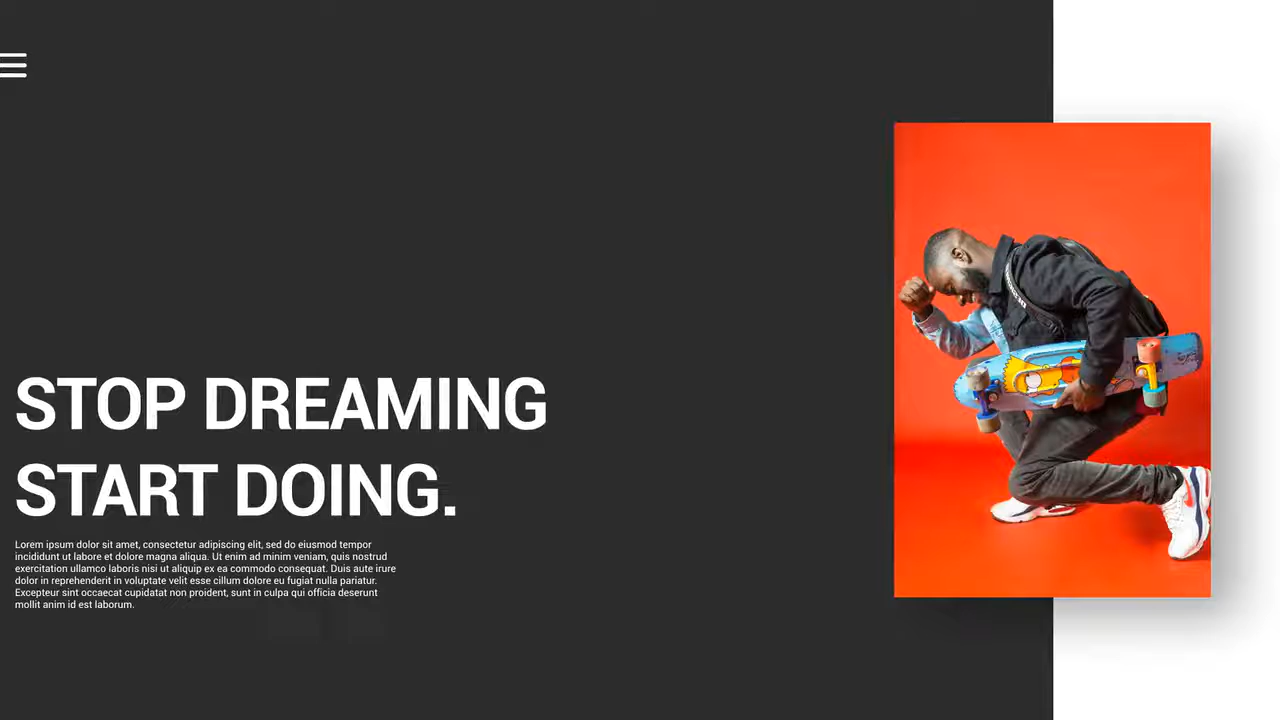 STOP DREAMING
START DOING.
Lorem ipsum dolor sit amet, consectetur adipiscing elit, sed do eiusmod tempor
incididunt ut labore et dolore magna aliqua. Ut enim ad minim veniam, quis nostrud
exercitation ullamco laboris nisi ut aliquip ex ea commodo consequat. Duis aute irure
dolor in reprehenderit in voluptate velit esse cillum dolore eu fugiat nulla pariatur.
Excepteur sint occaecat cupidatat non proident, sunt in culpa qui officia deserunt
mollit anim id est laborum.